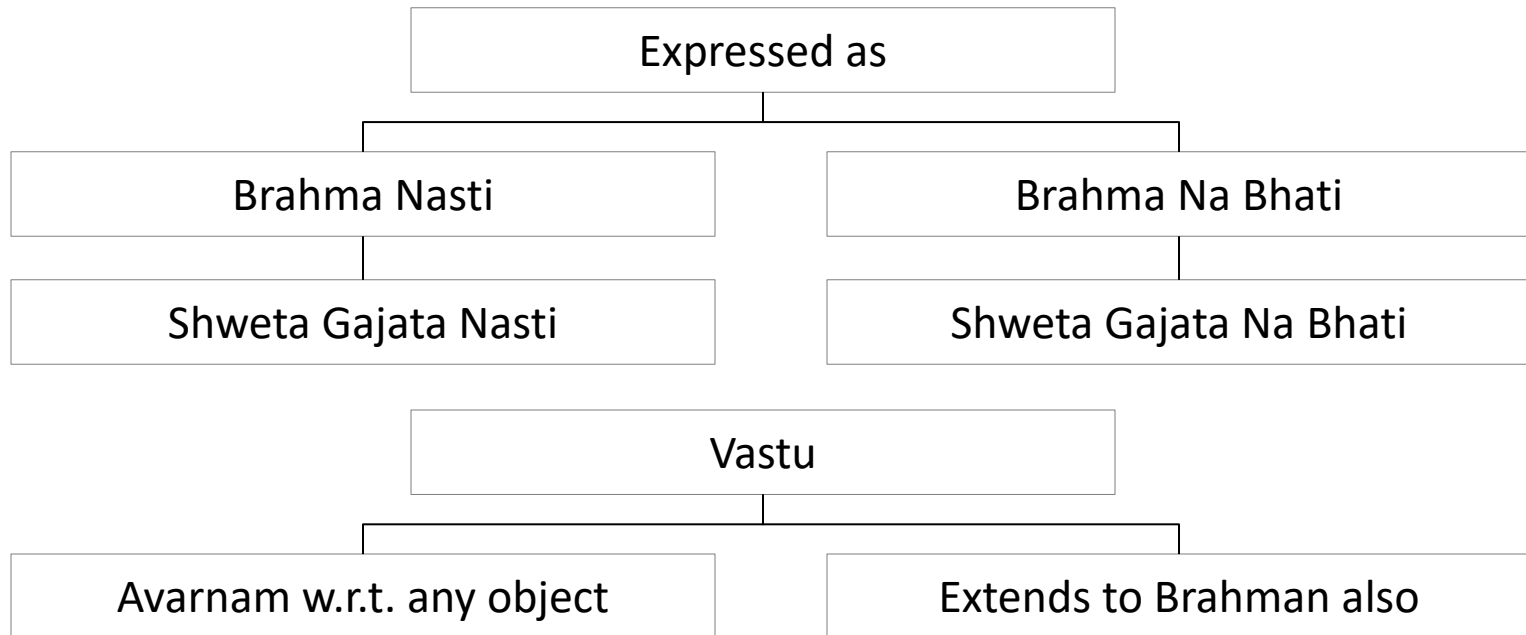 Expressed as
Brahma Nasti
Brahma Na Bhati
Shweta Gajata Nasti
Shweta Gajata Na Bhati
Vastu
Avarnam w.r.t. any object
Extends to Brahman also